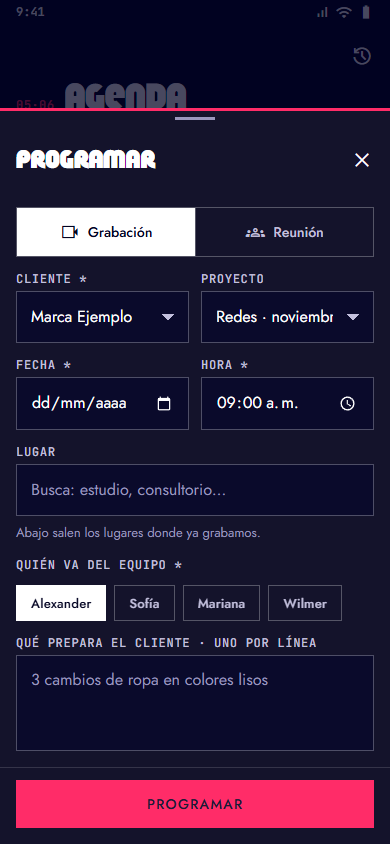 9:41
05-06 AGENDA
PROGRAMAR
Grabación
Reunión
CLIENTE *
PROYECTO
Marca Ejemplo
Redes · noviembr
FECHA *
HORA *
dd/mm/aaaa
09:00 a. m.
LUGAR
Busca: estudio, consultorio...
Abajo salen los lugares donde ya grabamos.
QUIÉN VA DEL EQUIPO *
Alexander
Sofía
Mariana
Wilmer
QUÉ PREPARA EL CLIENTE · UNO POR LÍNEA
3 cambios de ropa en colores lisos
PROGRAMAR